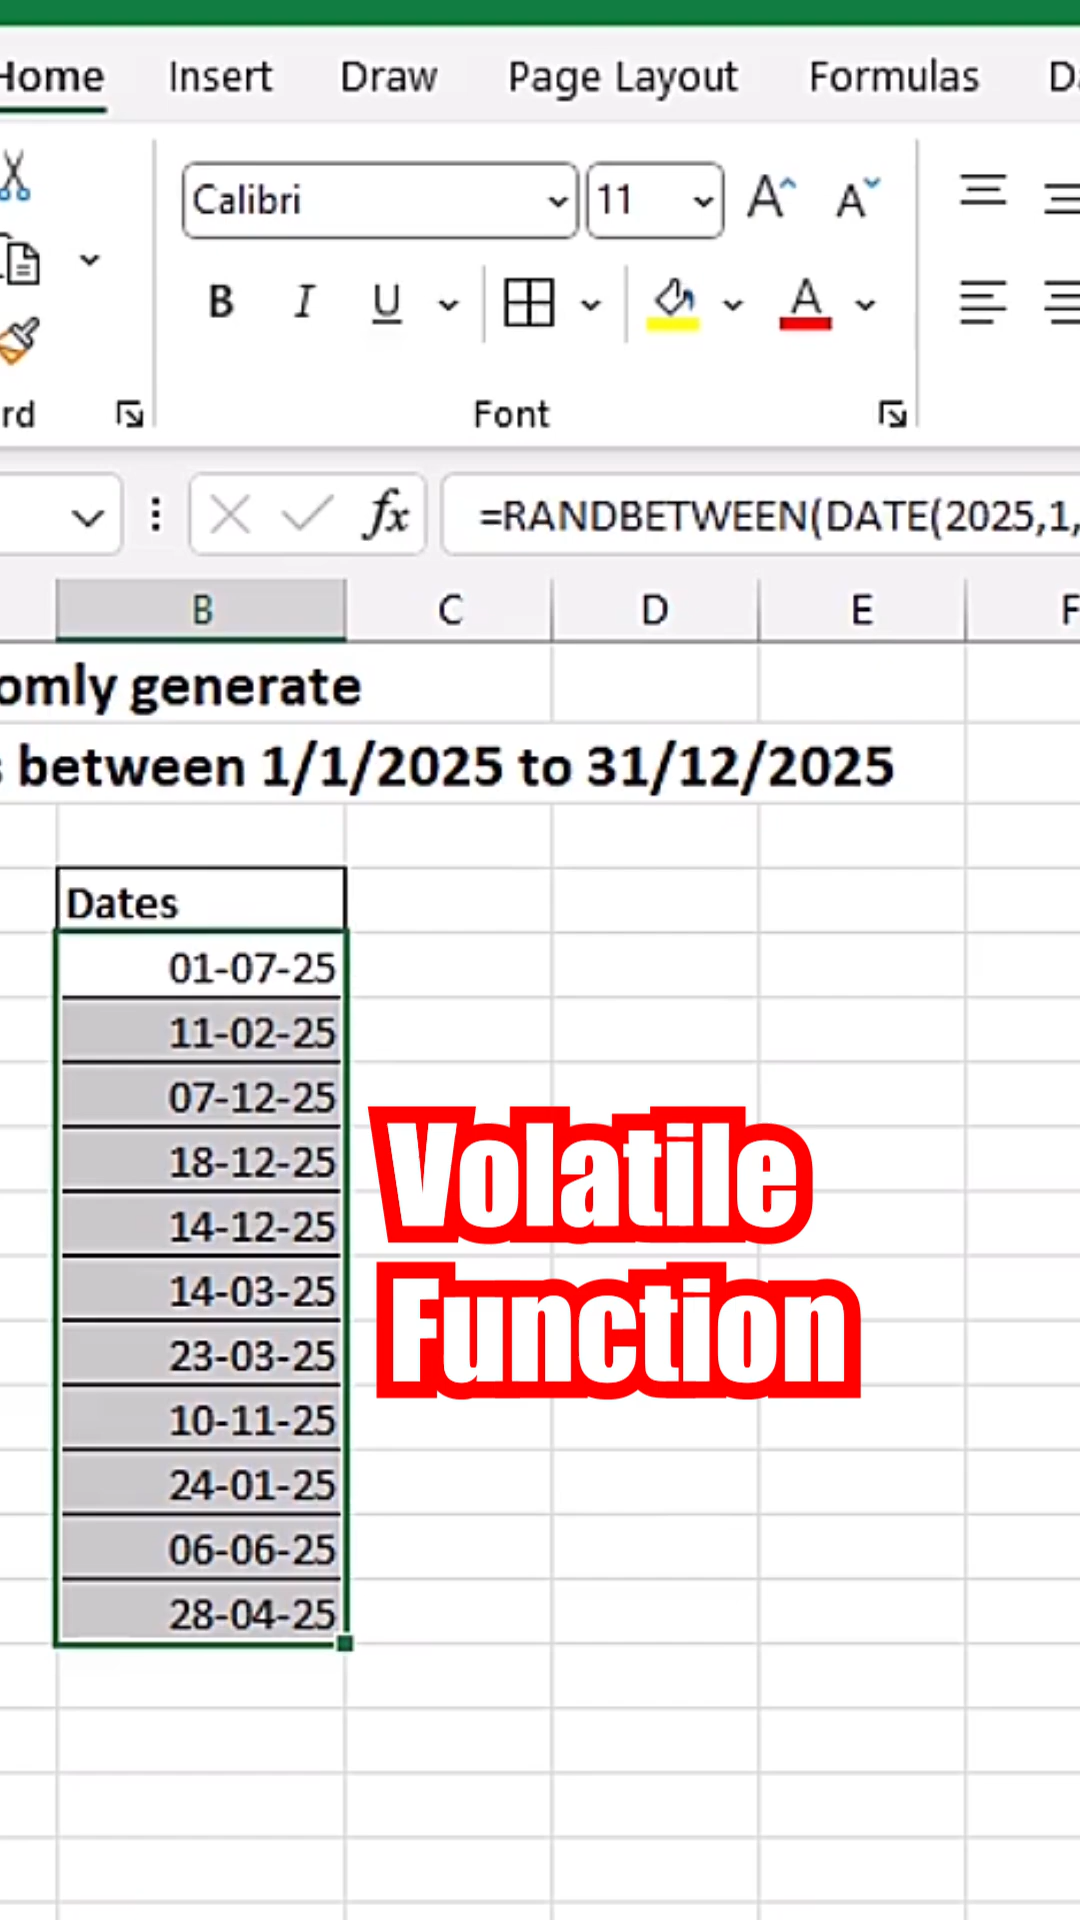 Home Insert Draw Page Layout Formulas
Calibri 11
B I U A
Font
fx =RANDBETWEEN(DATE(2025,1,
B C D E F
omly generate
s between 1/1/2025 to 31/12/2025
Dates
01-07-25
11-02-25
07-12-25
18-12-25
14-12-25
14-03-25
23-03-25
10-11-25
24-01-25
06-06-25
28-04-25
Volatile
Function